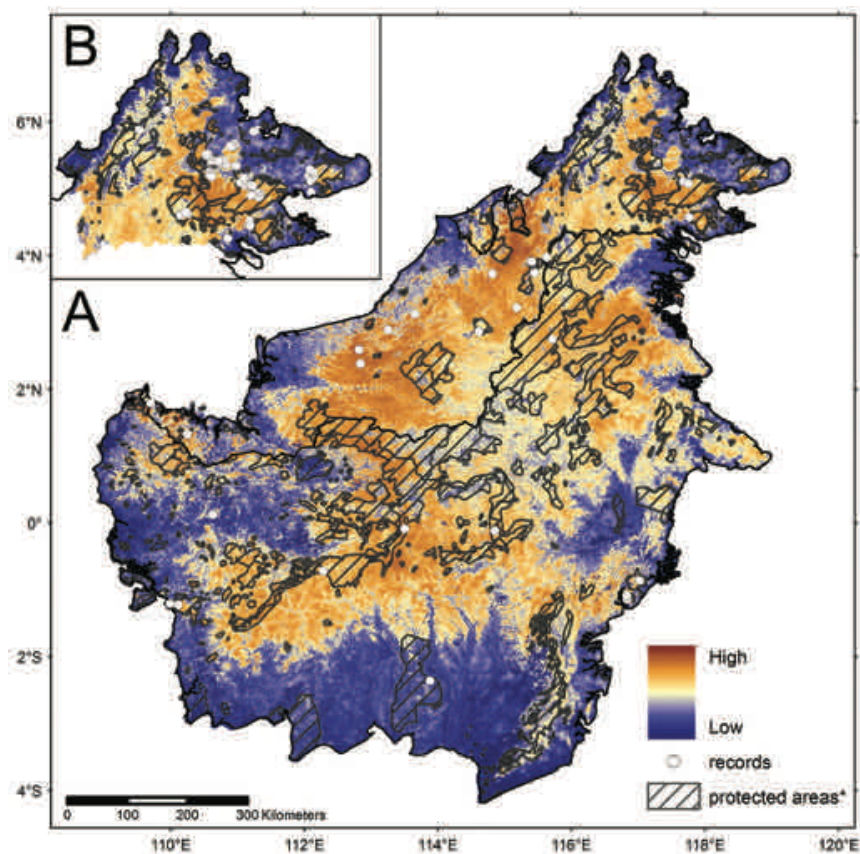 B
A
6°N
4°N
2°N
0°
2°S
4°S
High
Low
records
protected areas*
0 100 200 300 Kilometers
110°E 112°E 114°E 116°E 118°E 120°E